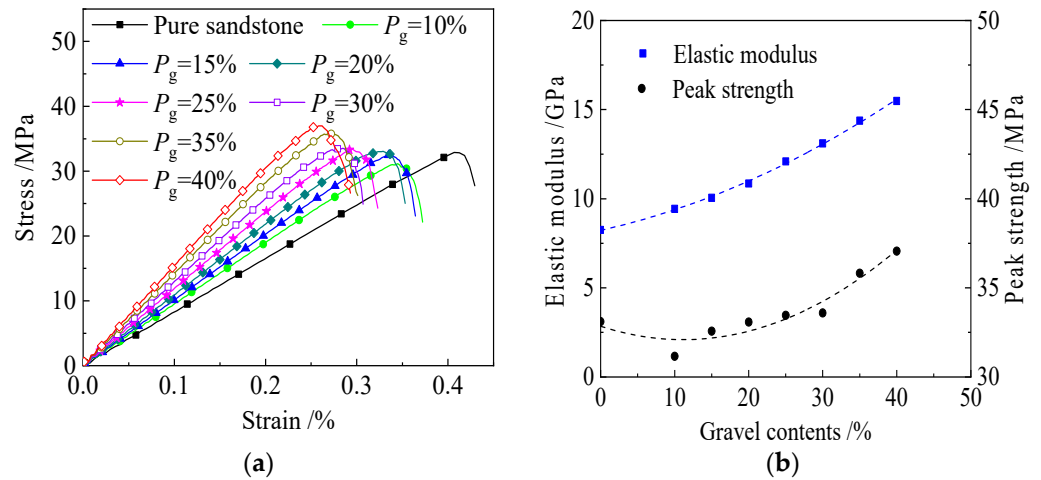 Pure sandstone
Pg=10%
Pg=15%
Pg=20%
Pg=25%
Pg=30%
Pg=35%
Pg=40%
Stress /MPa
50
40
30
20
10
0
0.0 0.1 0.2 0.3 0.4
Strain /%
(a)
Elastic modulus
Peak strength
Elastic modulus /GPa
20
15
10
5
0
Peak strength /MPa
50
45
40
35
30
0 10 20 30 40 50
Gravel contents /%
(b)